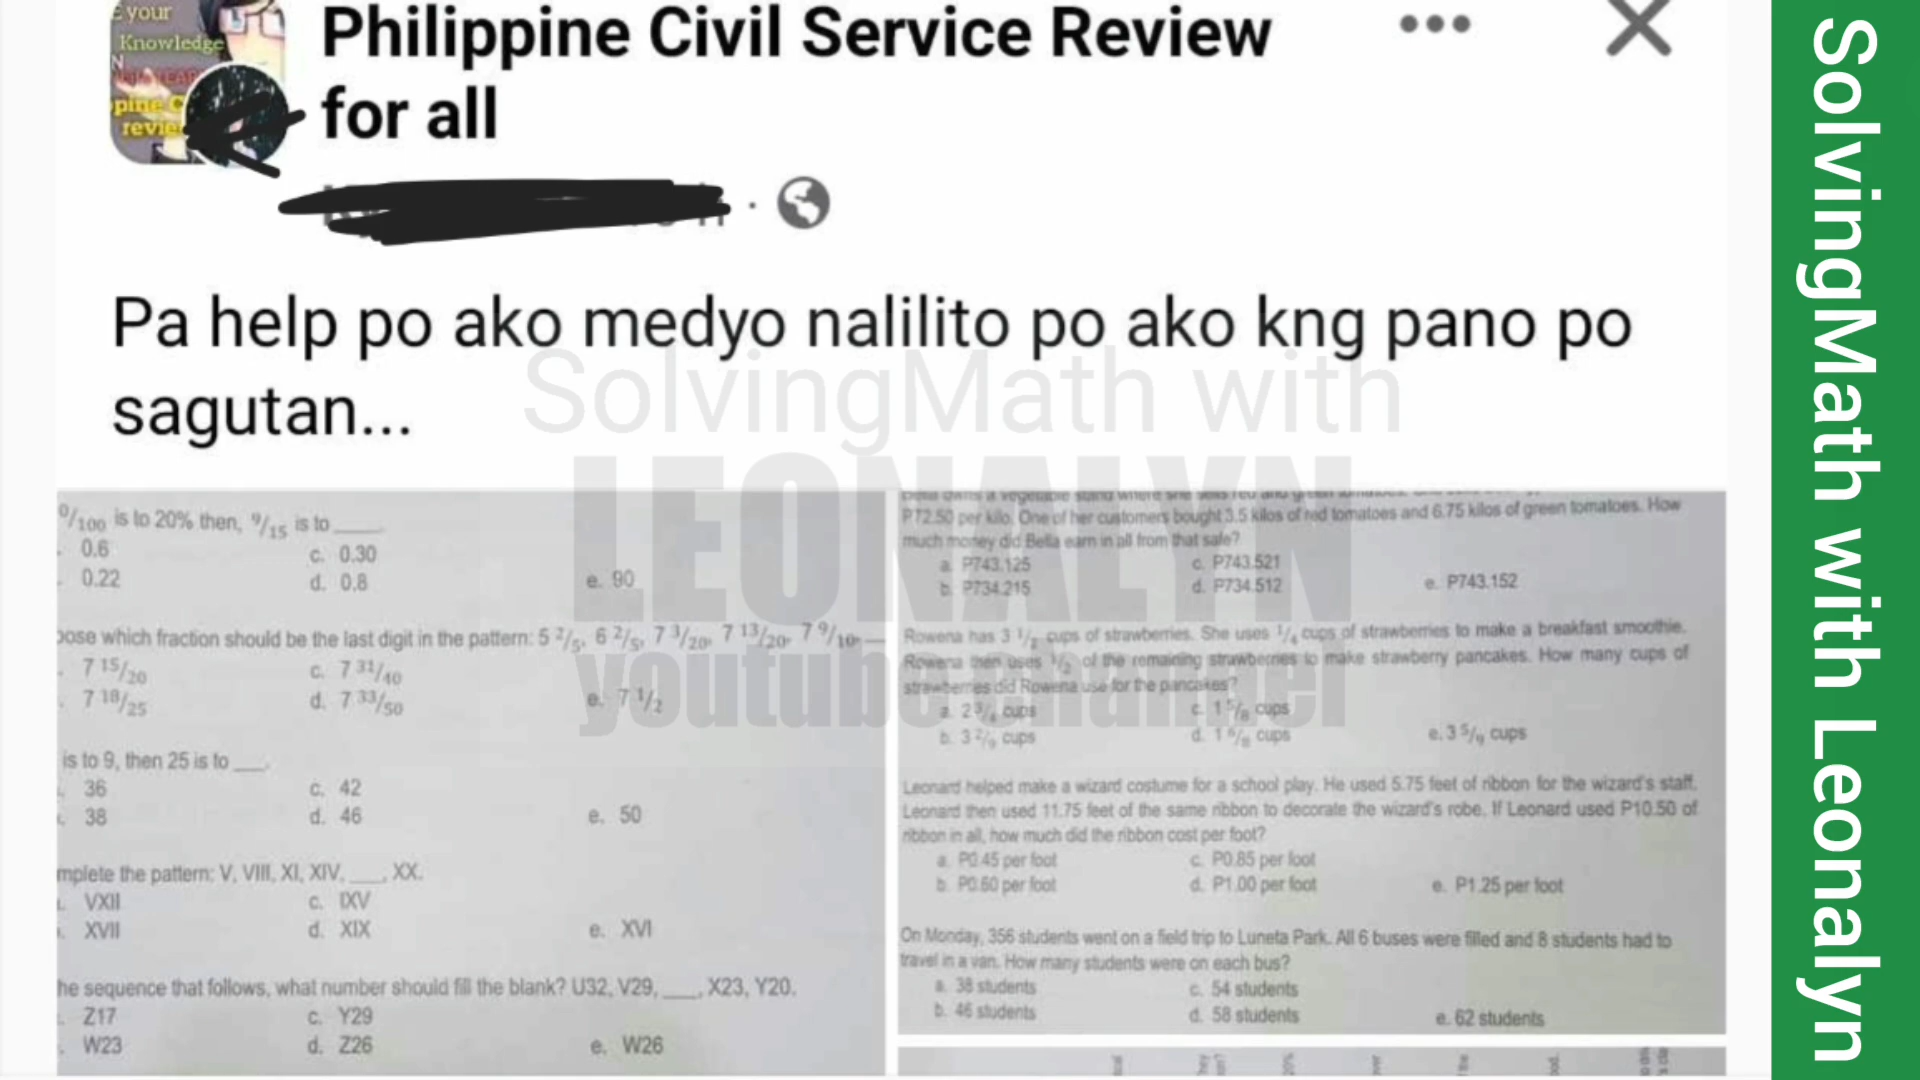 E your
Knowledge
Philippine Civil Service Review
for all
Pa help po ako medyo nalilito po ako kng pano po
sagutan...
SolvingMath with
LEONALYN
youtube channel
0/100 is to 20% then, 9/15 is to ____.
0.6 c. 0.30
0.22 d. 0.8 e. 90
pose which fraction should be the last digit in the pattern: 5 2/5, 6 2/5, 7 3/20, 7 13/20, 7 9/10, ___
7 15/20 c. 7 31/40
7 18/25 d. 7 33/50 e. 7 1/2
is to 9, then 25 is to ___.
36 c. 42
38 d. 46 e. 50
mplete the pattern: V, VIII, XI, XIV, ___, XX.
VXII c. IXV
XVII d. XIX e. XVI
he sequence that follows, what number should fill the blank? U32, V29, ___, X23, Y20.
Z17 c. Y29
W23 d. Z26 e. W26
P72.50 per kilo. One of her customers bought 3.5 kilos of red tomatoes and 6.75 kilos of green tomatoes. How
much money did Bella earn in all from that sale?
a. P743.125 c. P743.521
b. P734.215 d. P734.512 e. P743.152
Rowena has 3 1/2 cups of strawberries. She uses 1/4 cups of strawberries to make a breakfast smoothie.
Rowena then uses 1/2 of the remaining strawberries to make strawberry pancakes. How many cups of
strawberries did Rowena use for the pancakes?
a. 2 3/4 cups c. 1 5/8 cups
b. 3 2/9 cups d. 1 6/8 cups e. 3 5/9 cups
Leonard helped make a wizard costume for a school play. He used 5.75 feet of ribbon for the wizard's staff.
Leonard then used 11.75 feet of the same ribbon to decorate the wizard's robe. If Leonard used P10.50 of
ribbon in all, how much did the ribbon cost per foot?
a. P0.45 per foot c. P0.85 per foot
b. P0.60 per foot d. P1.00 per foot e. P1.25 per foot
On Monday, 356 students went on a field trip to Luneta Park. All 6 buses were filled and 8 students had to
travel in a van. How many students were on each bus?
a. 38 students c. 54 students
b. 46 students d. 58 students e. 62 students
SolvingMath with Leonalyn